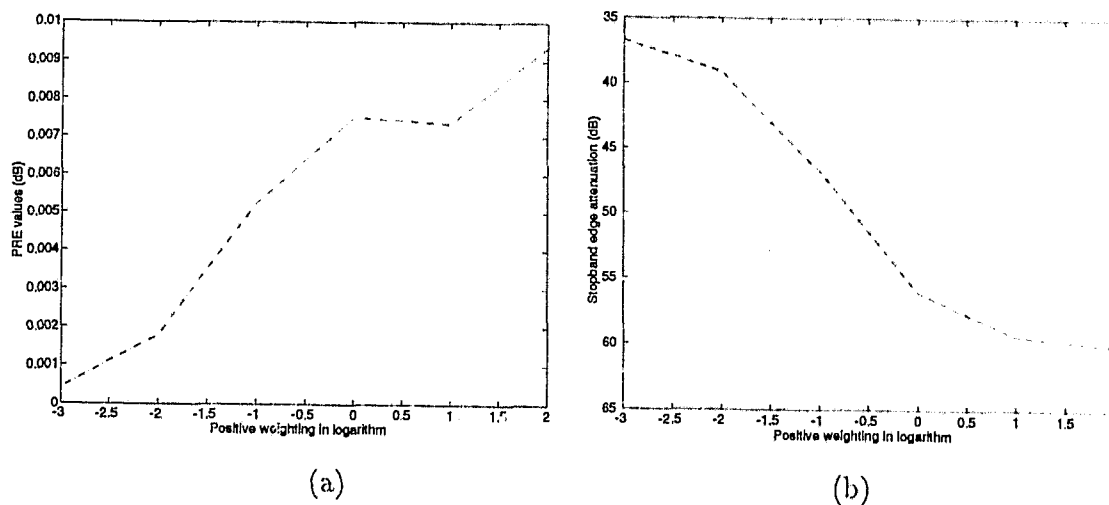 0.01
0.009
0.008
0.007
0.006
0.005
0.004
0.003
0.002
0.001
0
PRE values (dB)
-3 -2.5 -2 -1.5 -1 -0.5 0 0.5 1 1.5 2
Positive weighting in logarithm
(a)
35
40
45
50
55
60
65
Stopband edge attenuation (dB)
-3 -2.5 -2 -1.5 -1 -0.5 0 0.5 1 1.5
Positive weighting in logarithm
(b)